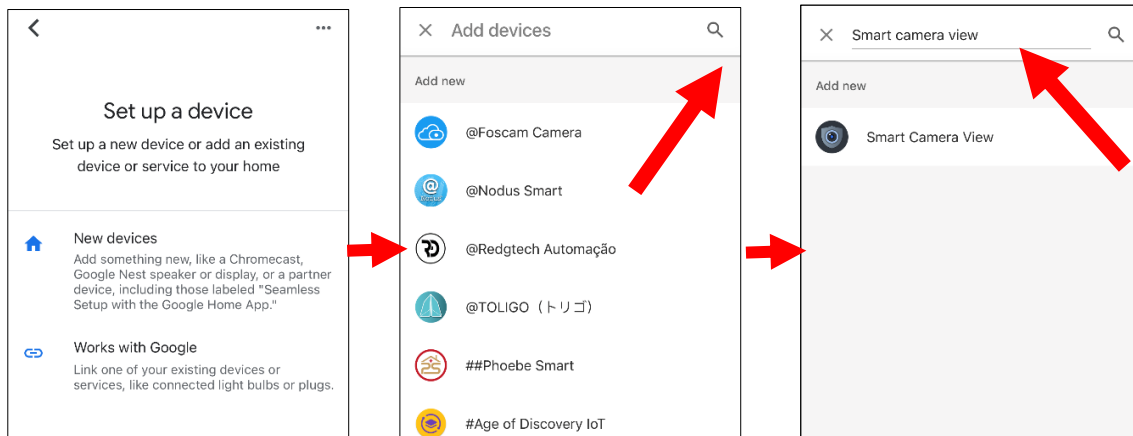 Set up a device
Set up a new device or add an existing
device or service to your home
New devices
Add something new, like a Chromecast,
Google Nest speaker or display, or a partner
device, including those labeled "Seamless
Setup with the Google Home App."
Works with Google
Link one of your existing devices or
services, like connected light bulbs or plugs.
Add devices
Add new
@Foscam Camera
@Nodus Smart
@Redgtech Automação
@TOLIGO（トリゴ）
##Phoebe Smart
#Age of Discovery IoT
Smart camera view
Add new
Smart Camera View